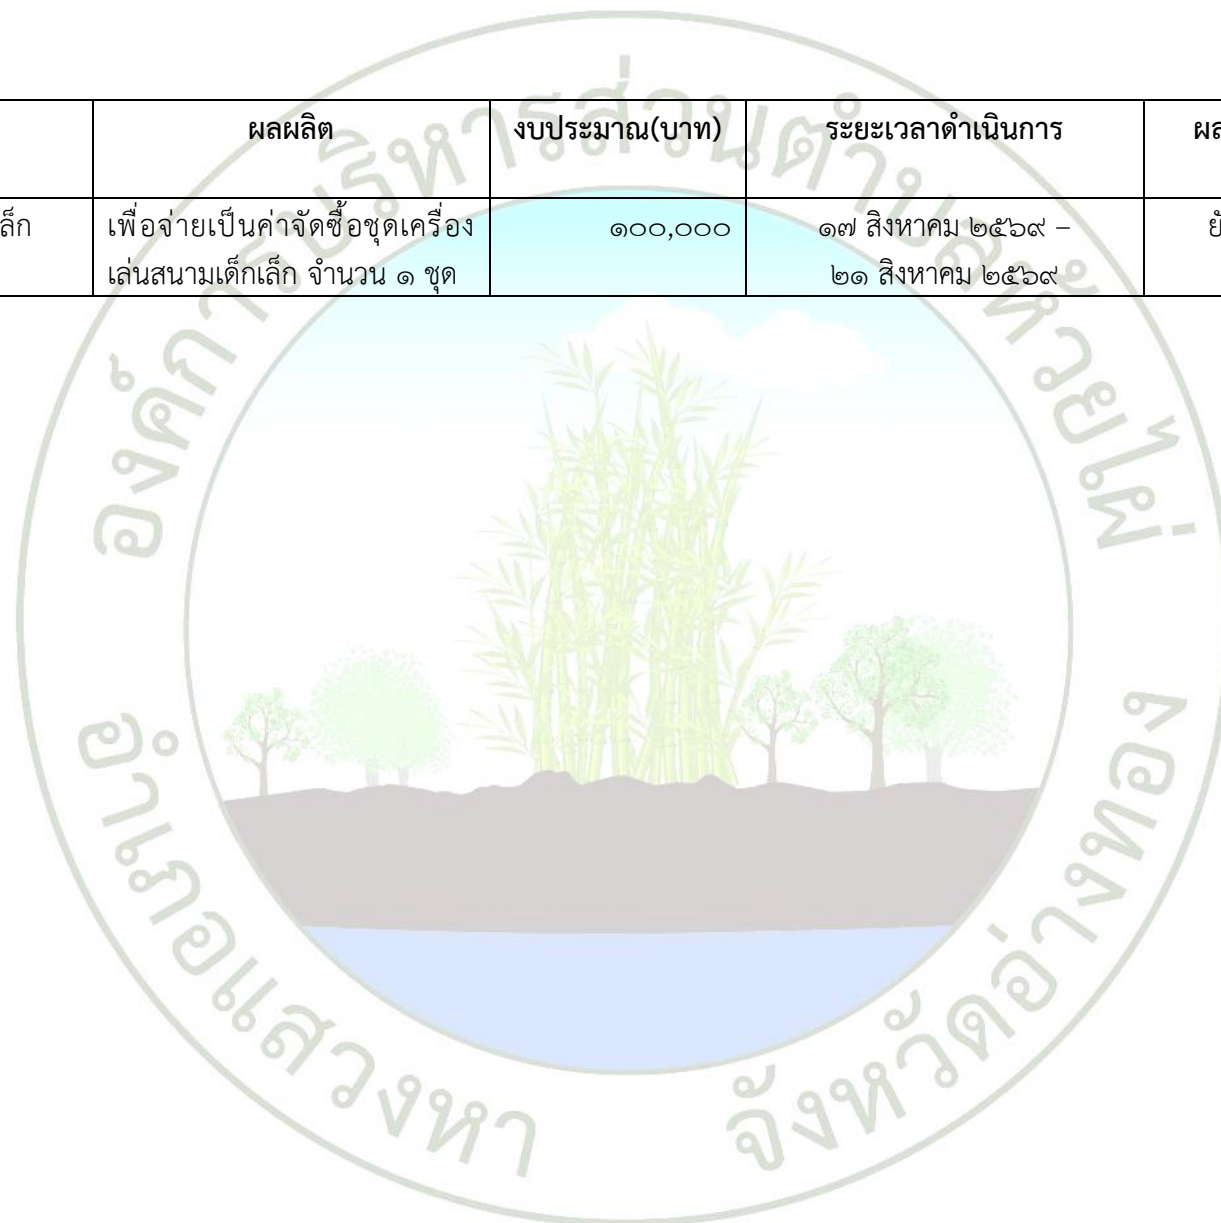 ผลผลิต งบประมาณ(บาท) ระยะเวลาดำเนินการ
เล็ก เพื่อจ่ายเป็นค่าจัดซื้อชุดเครื่อง ๑๐๐,๐๐๐ ๑๗ สิงหาคม ๒๕๖๙ –
เล่นสนามเด็กเล็ก จำนวน ๑ ชุด ๒๑ สิงหาคม ๒๕๖๙
องค์การบริหารส่วนตำบลห้วยไผ่
อำเภอแสวงหา จังหวัดอ่างทอง